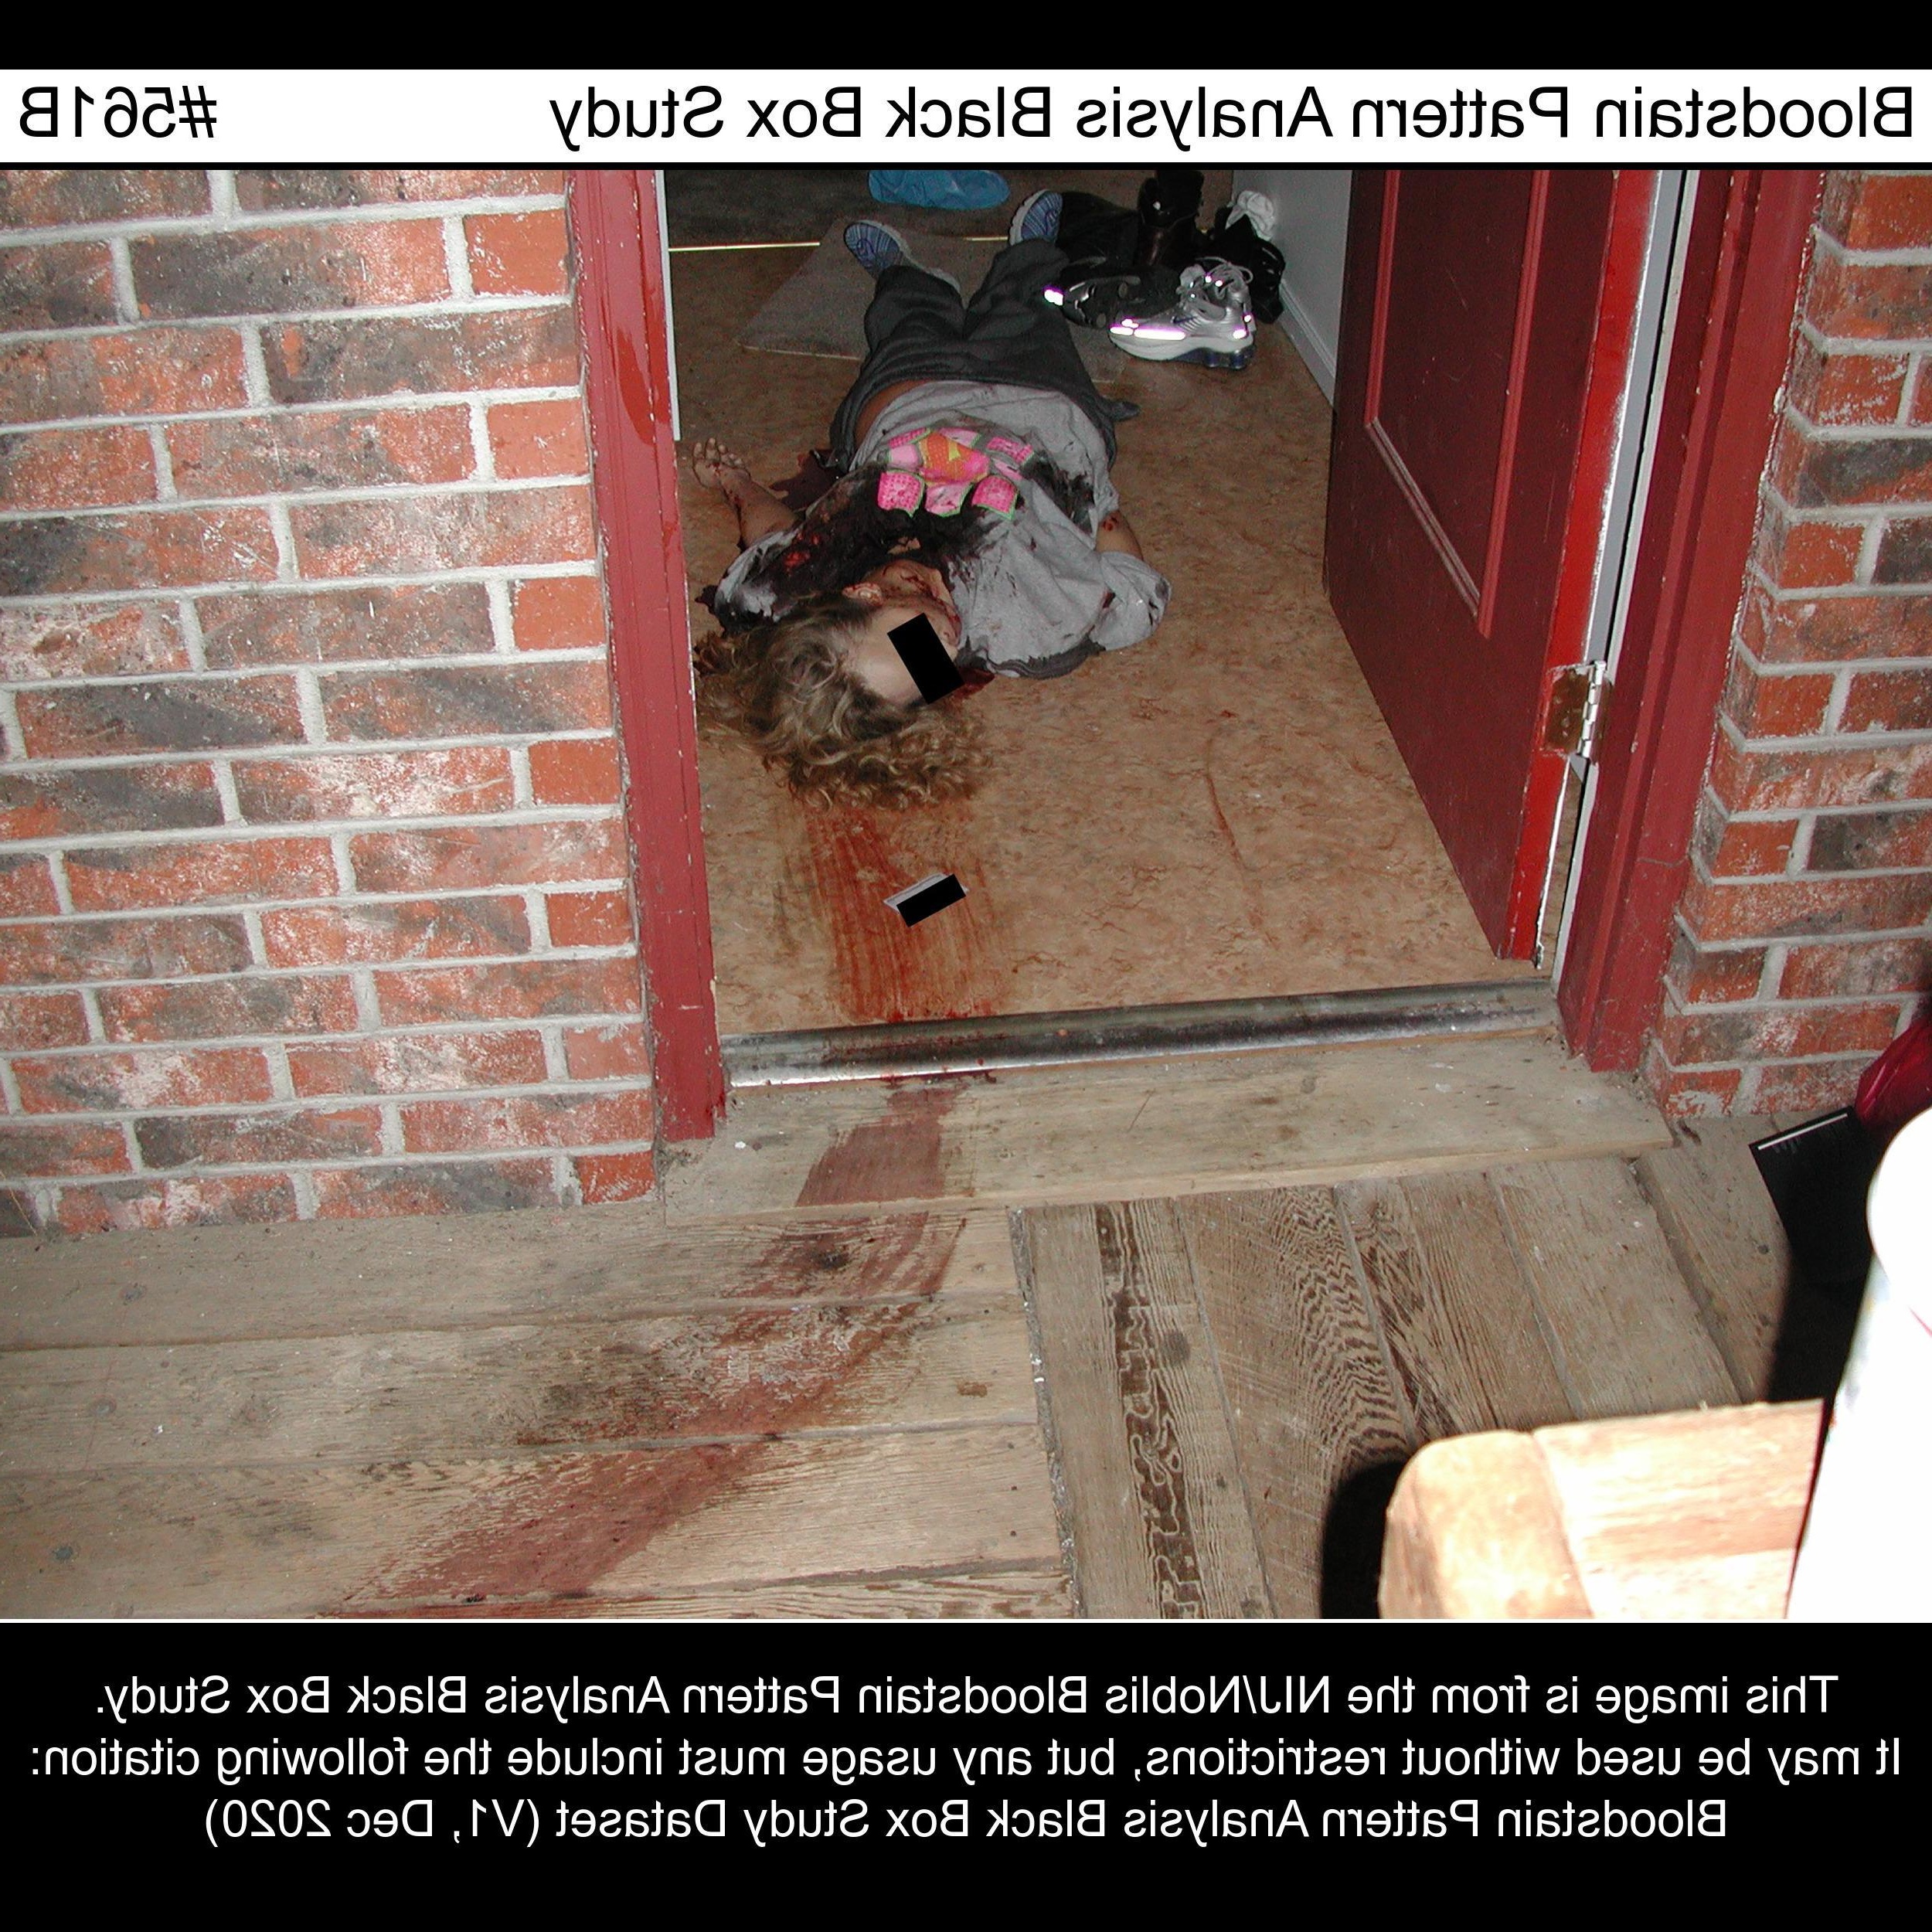 Bloodstain Pattern Analysis Black Box Study #561B
This image is from the NIJ/Noblis Bloodstain Pattern Analysis Black Box Study.
It may be used without restrictions, but any usage must include the following citation:
Bloodstain Pattern Analysis Black Box Study Dataset (V1, Dec 2020)